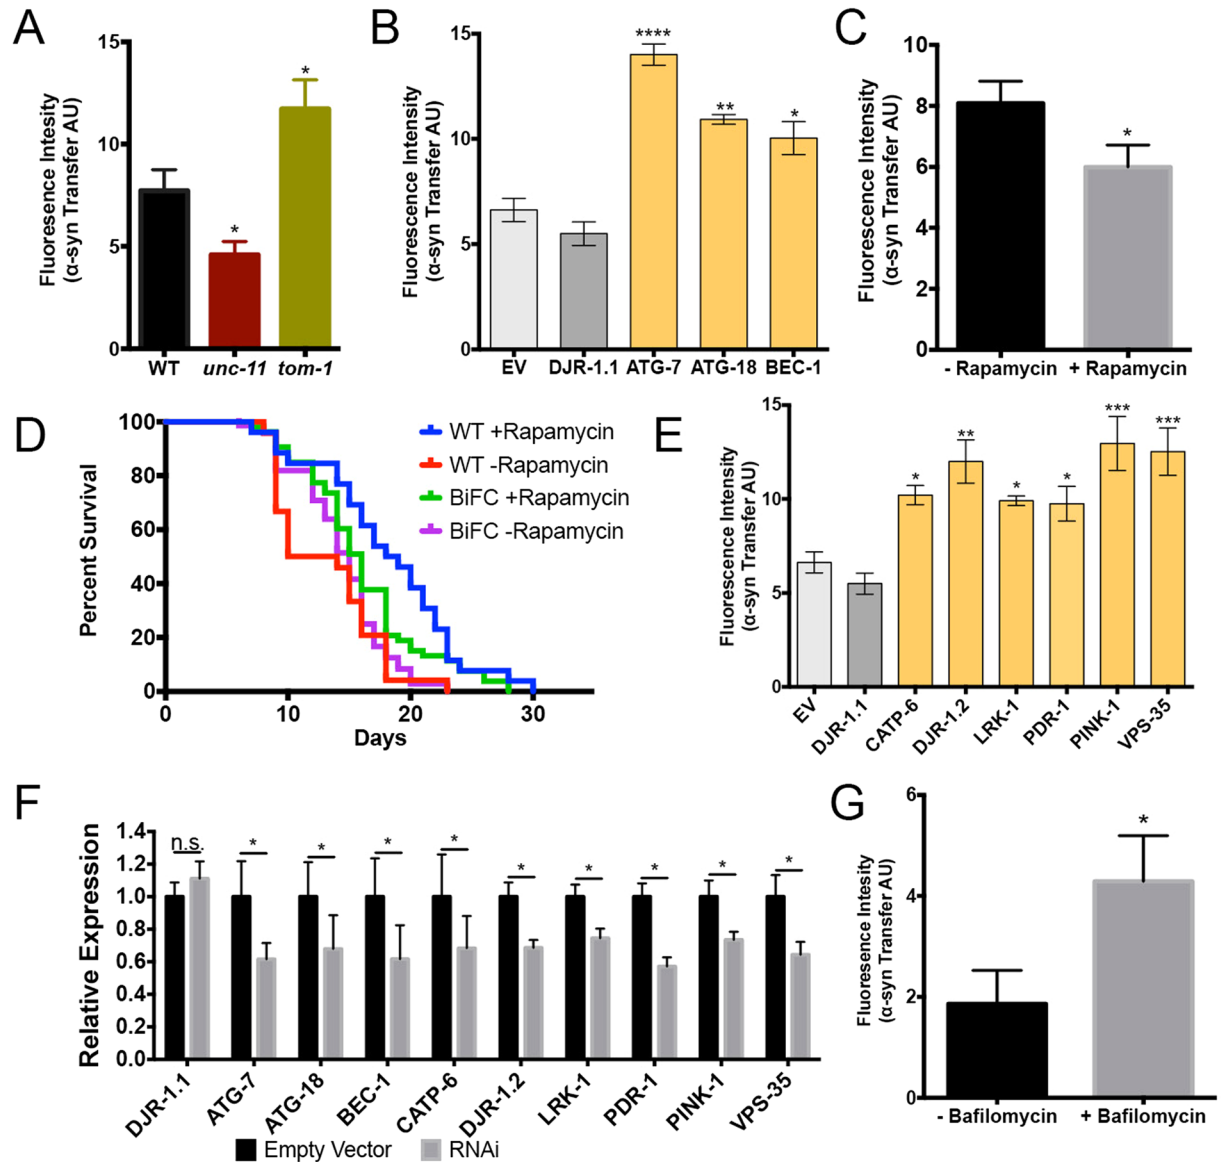 A
Fluoresence Intesity
(α-syn Transfer AU)
15
10
5
0
*
*
WT
unc-11
tom-1
B
Fluorescence Intensity
(α-syn Transfer AU)
15
10
5
0
****
**
*
EV
DJR-1.1
ATG-7
ATG-18
BEC-1
C
Fluorescence Intensity
(α-syn Transfer AU)
10
8
6
4
2
0
*
- Rapamycin
+ Rapamycin
D
Percent Survival
100
80
60
40
20
0
0
10
20
30
Days
WT +Rapamycin
WT -Rapamycin
BiFC +Rapamycin
BiFC -Rapamycin
E
Fluorescence Intensity
(α-syn Transfer AU)
15
10
5
0
*
**
*
*
***
***
EV
DJR-1.1
CATP-6
DJR-1.2
LRK-1
PDR-1
PINK-1
VPS-35
F
Relative Expression
1.4
1.2
1.0
0.8
0.6
0.4
0.2
0.0
n.s.
*
*
*
*
*
*
*
*
*
DJR-1.1
ATG-7
ATG-18
BEC-1
CATP-6
DJR-1.2
LRK-1
PDR-1
PINK-1
VPS-35
Empty Vector
RNAi
G
Fluoresence Intesity
(α-syn Transfer AU)
6
4
2
0
*
- Bafilomycin
+ Bafilomycin